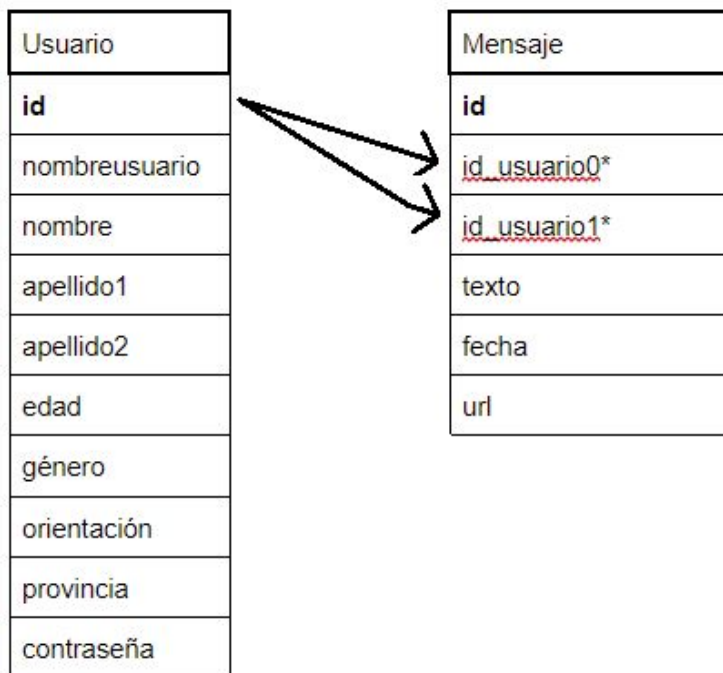 Usuario
id
nombreusuario
nombre
apellido1
apellido2
edad
género
orientación
provincia
contraseña
Mensaje
id
id_usuario0*
id_usuario1*
texto
fecha
url